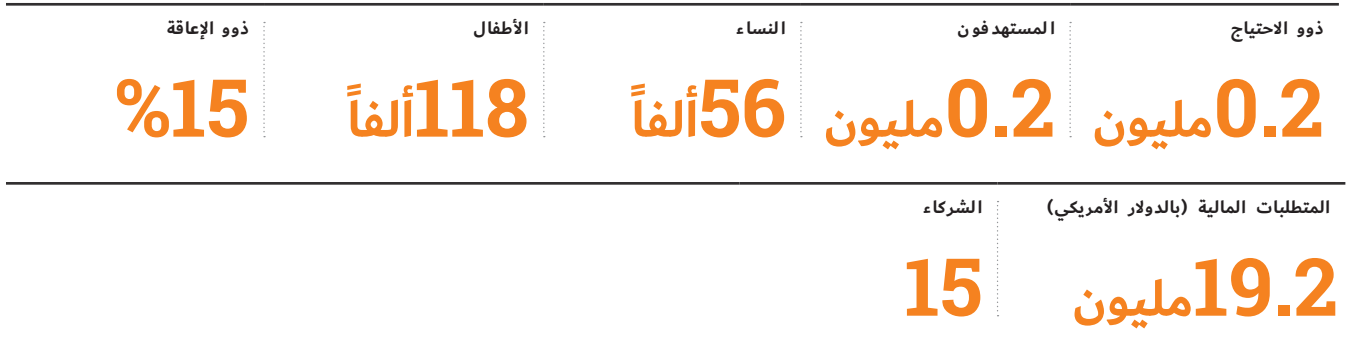 ذوو الاحتياج المستهدفون النساء الأطفال ذوو الإعاقة
0.2مليون 0.2مليون 56ألفاً 118ألفاً 15%
المتطلبات المالية (بالدولار الأمريكي) الشركاء
19.2مليون 15